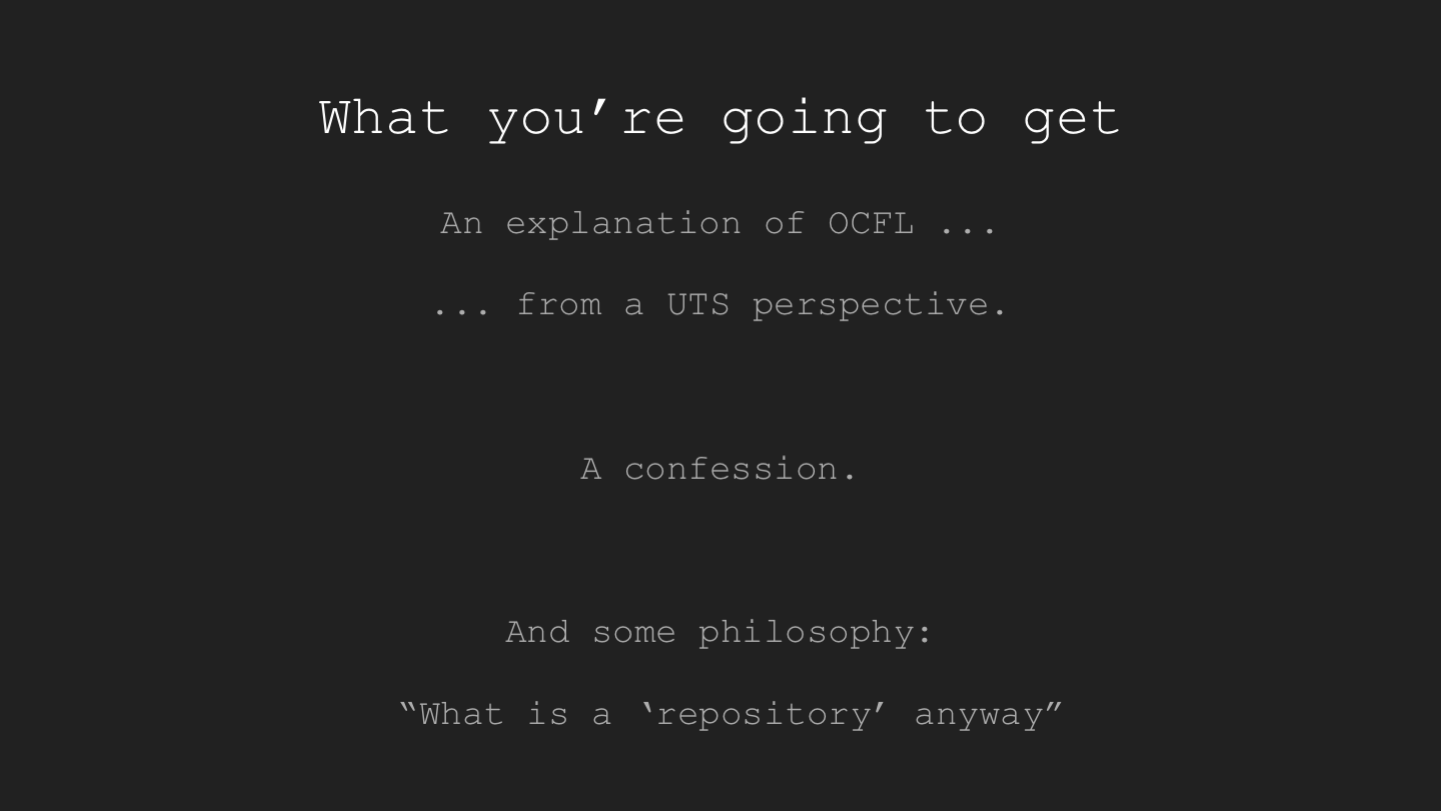 What you’re going to get
An explanation of OCFL ...
... from a UTS perspective.
A confession.
And some philosophy:
“What is a ‘repository’ anyway”